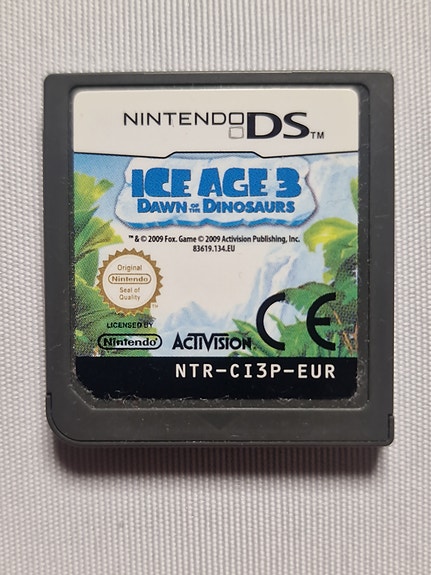 NINTENDO DS™
ICE AGE 3
DAWN OF THE DINOSAURS
™ & © 2009 Fox. Game © 2009 Activision Publishing, Inc.
83619.134.EU
Original
Nintendo
Seal of
Quality
™
LICENSED BY
Nintendo®
ACTIVISION®
CE
NTR-CI3P-EUR